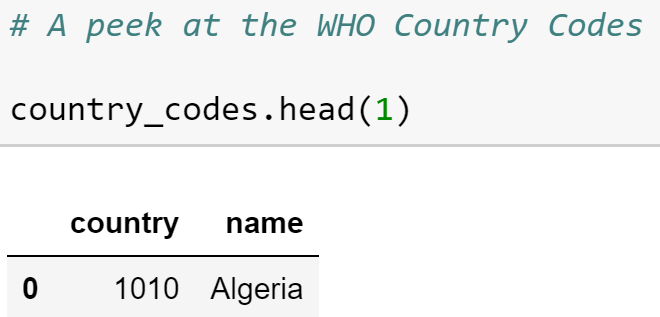 # A peek at the WHO Country Codes
country_codes.head(1)
country name
0 1010 Algeria